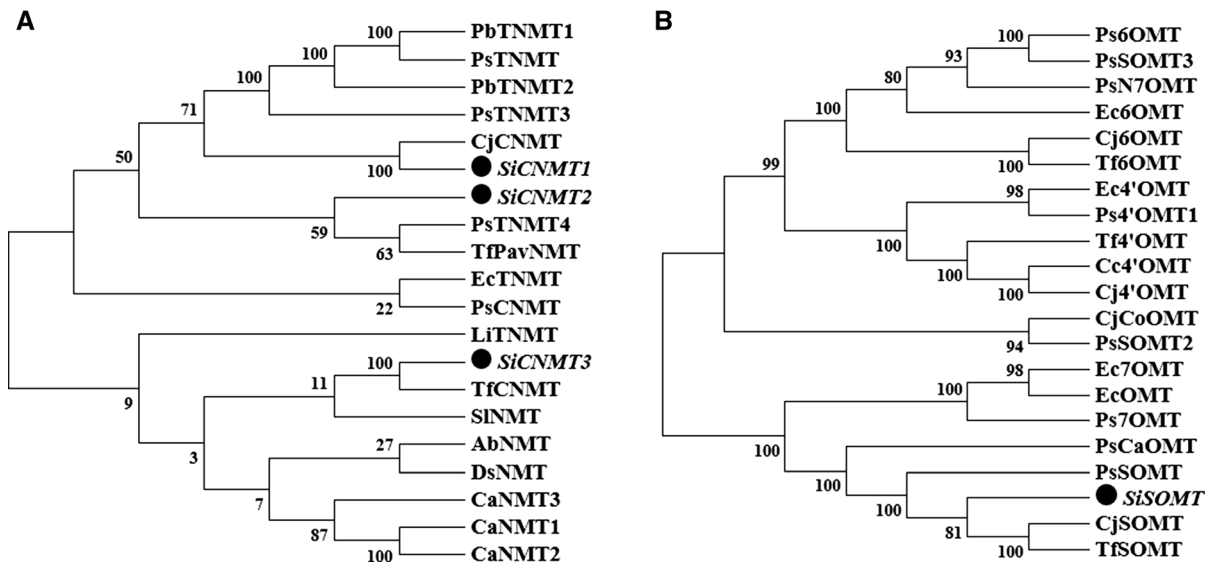 A
PbTNMT1
PsTNMT
PbTNMT2
PsTNMT3
CjCNMT
SiCNMT1
SiCNMT2
PsTNMT4
TfPavNMT
EcTNMT
PsCNMT
LiTNMT
SiCNMT3
TfCNMT
SlNMT
AbNMT
DsNMT
CaNMT3
CaNMT1
CaNMT2
100
100
100
71
100
50
59
63
22
100
11
9
27
3
7
87
100
B
Ps6OMT
PsSOMT3
PsN7OMT
Ec6OMT
Cj6OMT
Tf6OMT
Ec4'OMT
Ps4'OMT1
Tf4'OMT
Cc4'OMT
Cj4'OMT
CjCoOMT
PsSOMT2
Ec7OMT
EcOMT
Ps7OMT
PsCaOMT
PsSOMT
SiSOMT
CjSOMT
TfSOMT
100
93
80
100
100
99
98
100
100
100
94
98
100
100
100
100
81
100